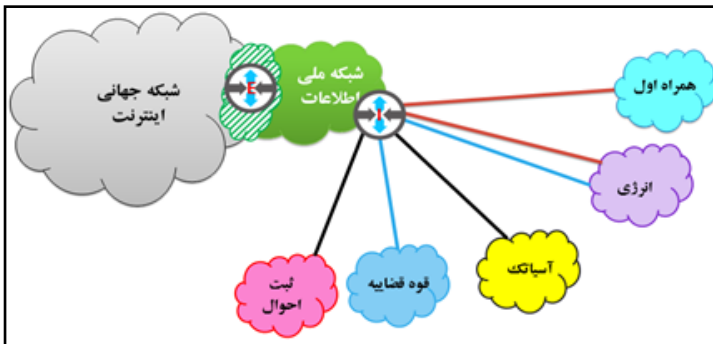 شبکه جهانی
اینترنت
E
شبکه ملی
اطلاعات
I
همراه اول
انرژی
آسیاتک
قوه قضاییه
ثبت
احوال